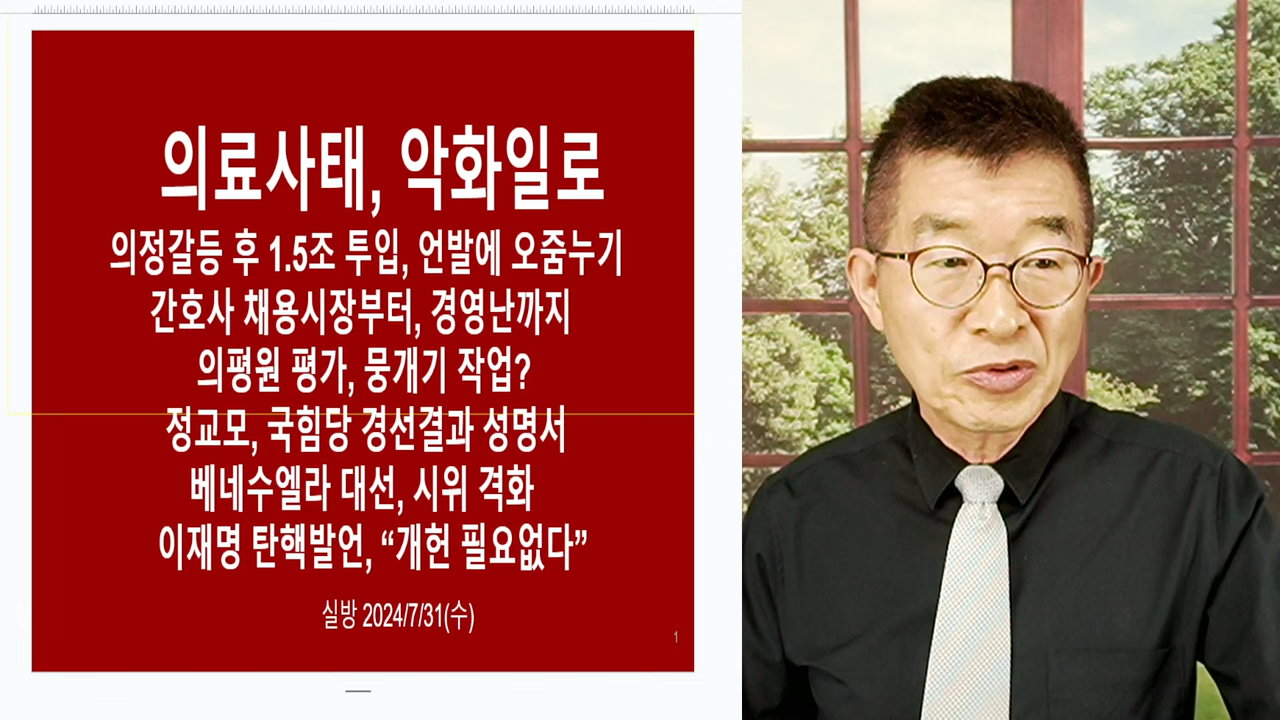 의료사태, 악화일로
의정갈등 후 1.5조 투입, 언발에 오줌누기
간호사 채용시장부터, 경영난까지
의평원 평가, 뭉개기 작업?
정교모, 국힘당 경선결과 성명서
베네수엘라 대선, 시위 격화
이재명 탄핵발언, “개헌 필요없다”
실방 2024/7/31(수)
1